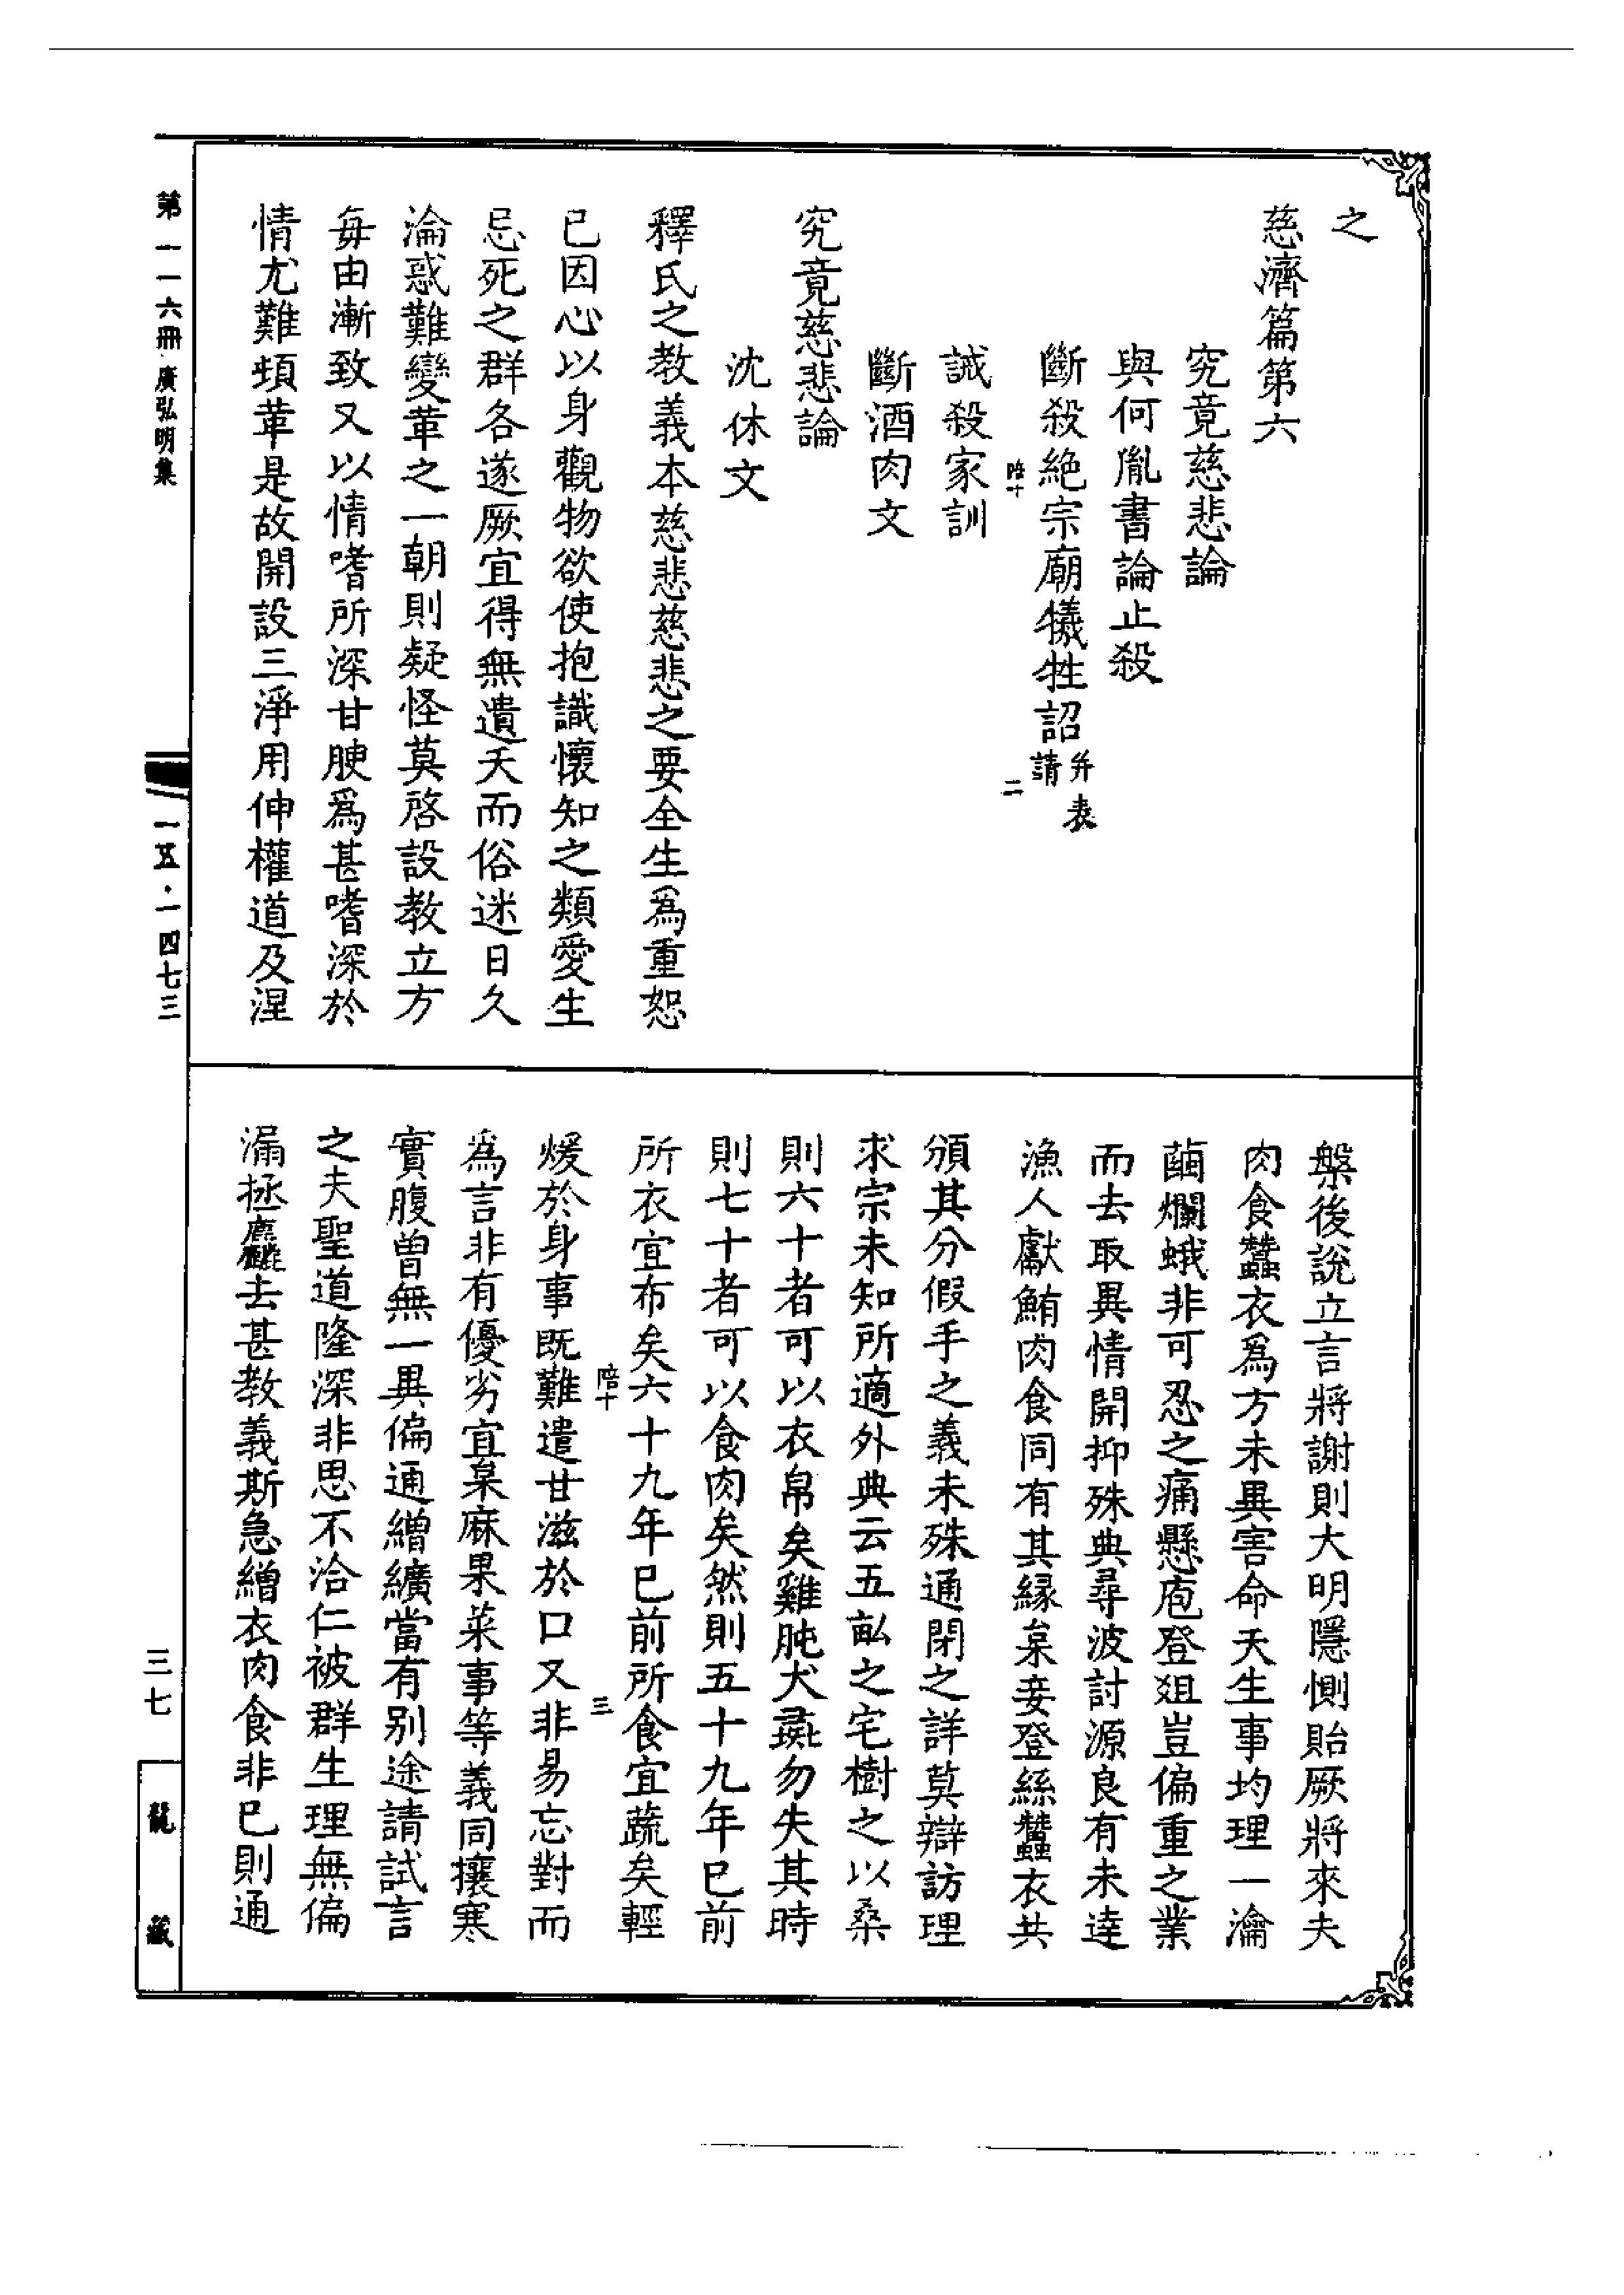 之
慈濟篇第六
究竟慈悲論
與何胤書論止殺
斷殺絕宗廟犧牲詔并表請
陪十
二
誡殺家訓
斷酒肉文
究竟慈悲論
沈休文
釋氏之教義本慈悲慈悲之要全生為重恕
已因心以身觀物欲使抱識懷知之類愛生
忌死之群各遂厥宜得無遺夭而俗迷日久
淪惑難變革之一朝則疑怪莫啓設教立方
每由漸致又以情嗜所深甘腴為甚嗜深於
情尤難頓革是故開設三淨用伸權道及涅
槃後說立言將謝則大明隱惻貽厥將來夫
肉食蠶衣為方未異害命夭生事均理一瀹
繭爛蛾非可忍之痛懸庖登俎豈偏重之業
而去取異情開抑殊典尋波討源良有未達
漁人獻鮪肉食同有其緣枲妾登絲蠶衣共
頒其分假手之義未殊通閉之詳莫辯訪理
求宗未知所適外典云五畝之宅樹之以桑
則六十者可以衣帛矣雞肫犬彘勿失其時
則七十者可以食肉矣然則五十九年已前
所衣宜布矣六十九年已前所食宜蔬矣輕
陪十
三
煖於身事既難遣甘滋於口又非易忘對而
為言非有優劣宜枲麻果菜事等義同攘寒
實腹曾無一異偏通繒纊當有別途請試言
之夫聖道隆深非思不洽仁被群生理無偏
漏拯麤去甚教義斯急繒衣肉食非已則通
第一一六冊·廣弘明集
一五·一四七三
三七
龍藏